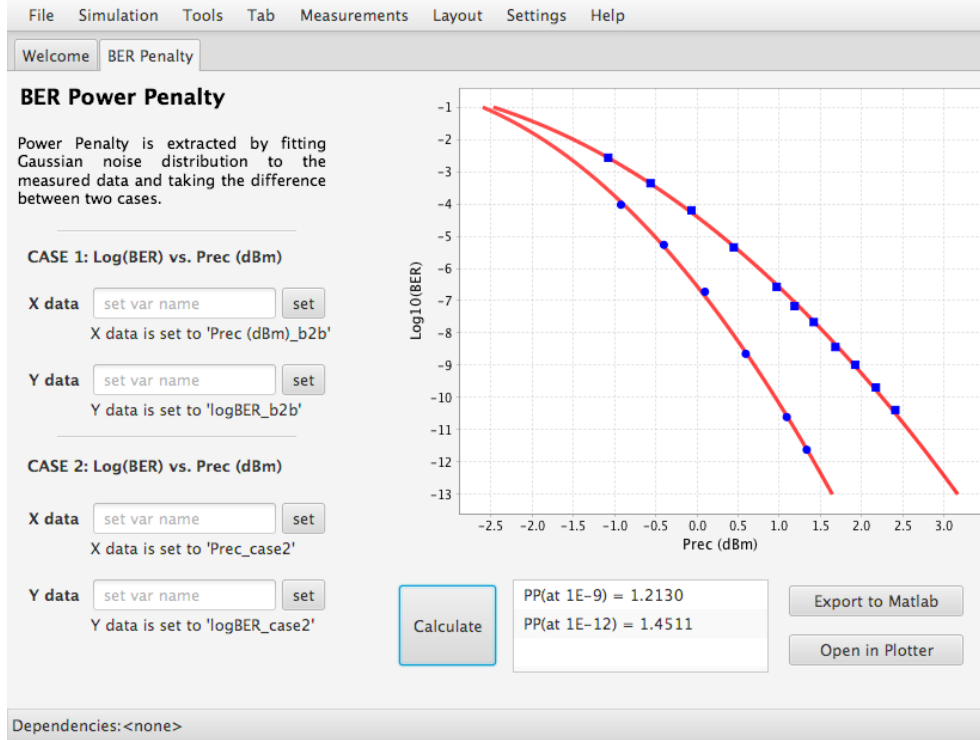 File Simulation Tools Tab Measurements Layout Settings Help
Welcome BER Penalty
BER Power Penalty
Power Penalty is extracted by fitting
Gaussian noise distribution to the
measured data and taking the difference
between two cases.
CASE 1: Log(BER) vs. Prec (dBm)
X data set var name set
X data is set to 'Prec (dBm)_b2b'
Y data set var name set
Y data is set to 'logBER_b2b'
CASE 2: Log(BER) vs. Prec (dBm)
X data set var name set
X data is set to 'Prec_case2'
Y data set var name set
Y data is set to 'logBER_case2'
Log10(BER)
-1
-2
-3
-4
-5
-6
-7
-8
-9
-10
-11
-12
-13
-2.5 -2.0 -1.5 -1.0 -0.5 0.0 0.5 1.0 1.5 2.0 2.5 3.0
Prec (dBm)
Calculate
PP(at 1E-9) = 1.2130
PP(at 1E-12) = 1.4511
Export to Matlab
Open in Plotter
Dependencies:<none>